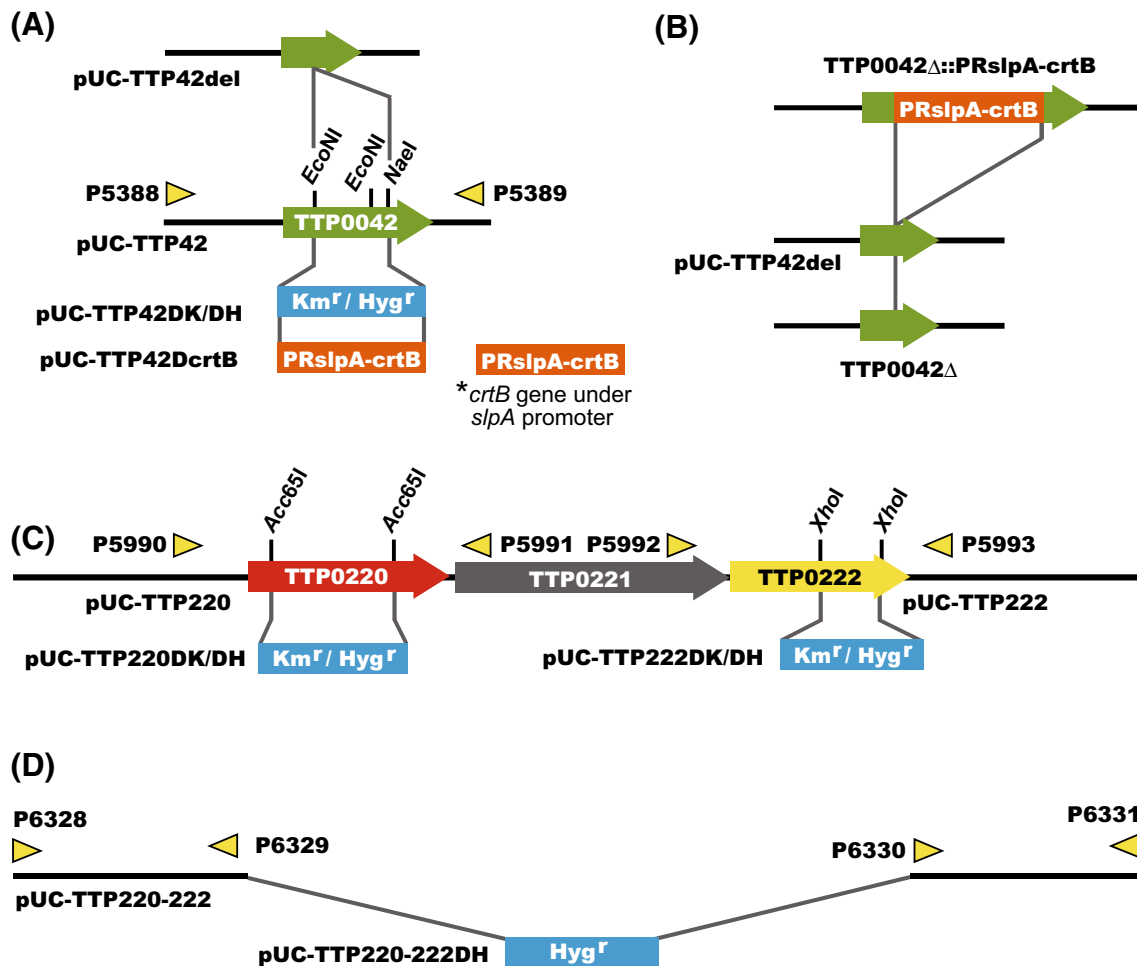 (A)
pUC-TTP42del
EcoNI
EcoNI
NaeI
P5388
P5389
TTP0042
pUC-TTP42
Kmʳ / Hygʳ
pUC-TTP42DK/DH
pUC-TTP42DcrtB
PRslpA-crtB
PRslpA-crtB
*crtB gene under
slpA promoter
(B)
TTP0042Δ::PRslpA-crtB
PRslpA-crtB
pUC-TTP42del
TTP0042Δ
(C)
Acc65I
Acc65I
XhoI
XhoI
P5990
P5991
P5992
P5993
TTP0220
TTP0221
TTP0222
pUC-TTP220
pUC-TTP222
pUC-TTP220DK/DH
Kmʳ / Hygʳ
pUC-TTP222DK/DH
Kmʳ / Hygʳ
(D)
P6328
P6329
P6330
P6331
pUC-TTP220-222
pUC-TTP220-222DH
Hygʳ